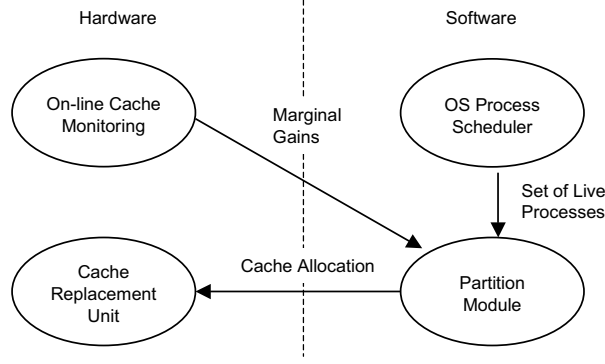 Hardware
Software
On-line Cache
Monitoring
OS Process
Scheduler
Marginal
Gains
Set of Live
Processes
Cache Allocation
Cache
Replacement
Unit
Partition
Module